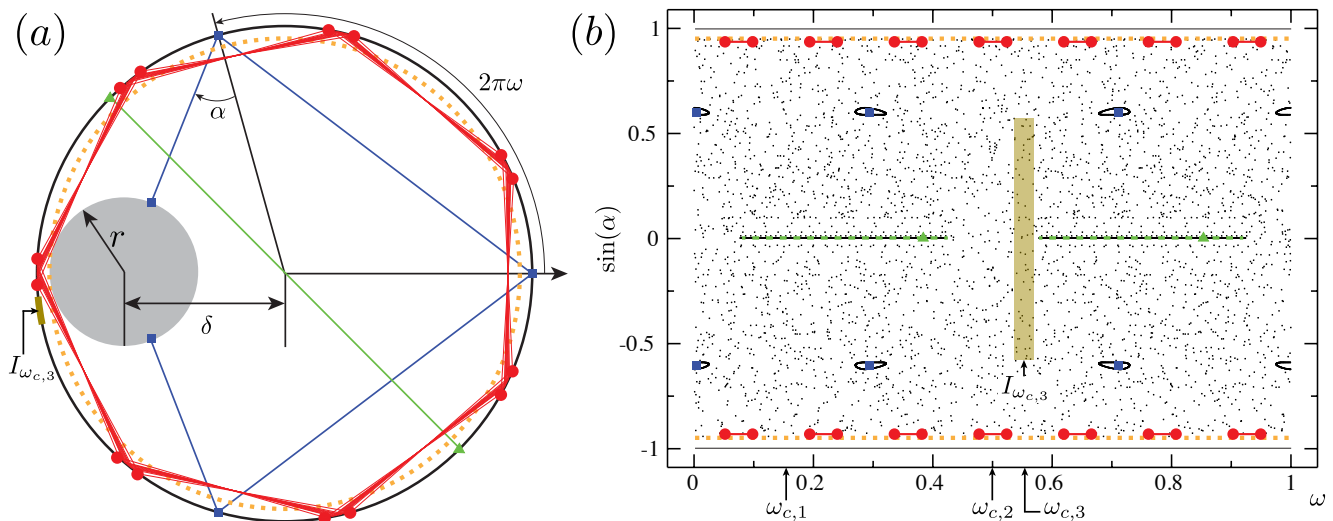 (a)
2πω
α
r
δ
I_{ω_{c,3}}
(b)
sin(α)
1
0.5
0
-0.5
-1
I_{ω_{c,3}}
0 0.2 0.4 0.6 0.8 1
ω_{c,1} ω_{c,2} ω_{c,3} ω